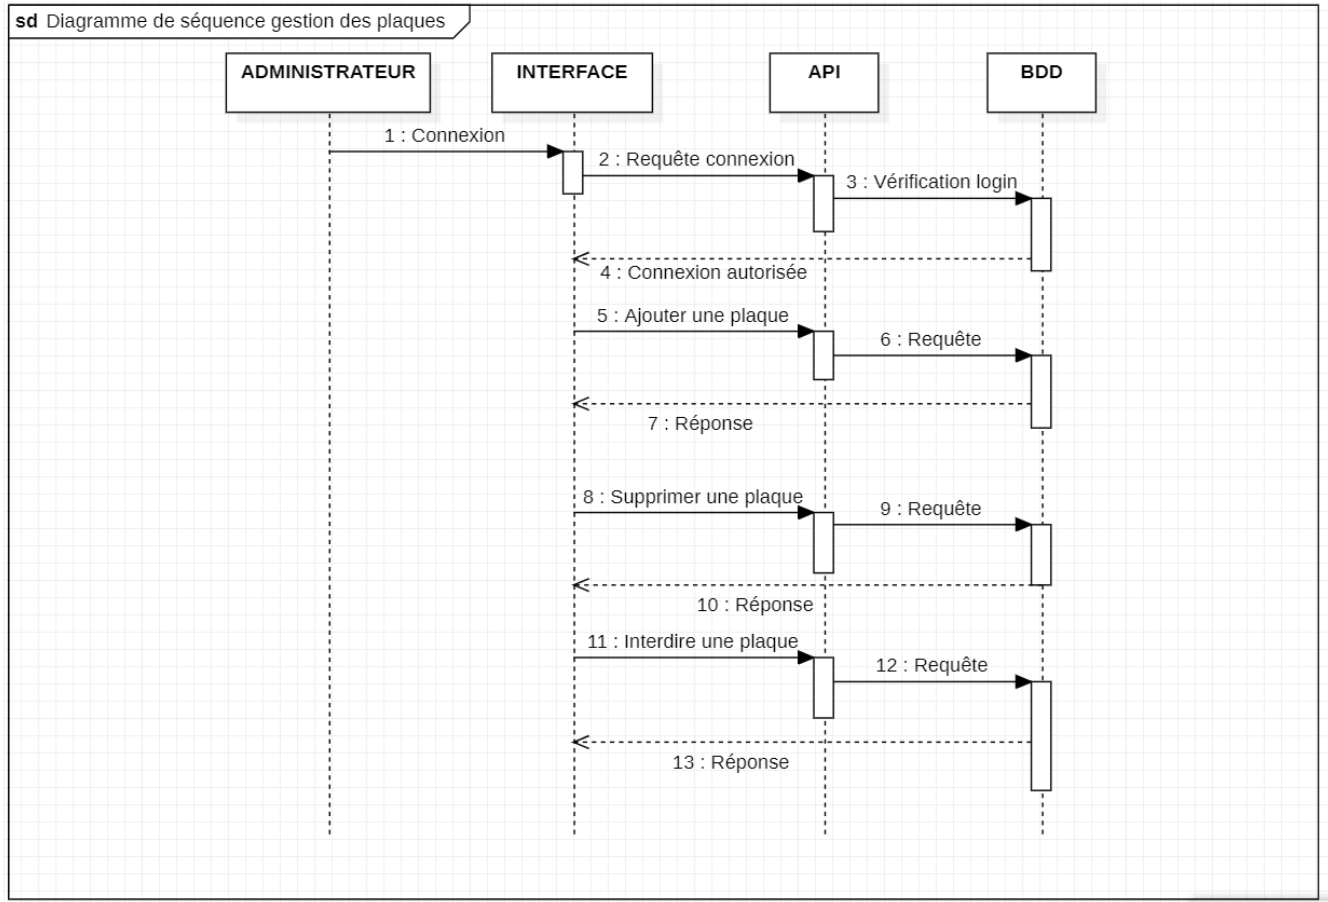 sd Diagramme de séquence gestion des plaques
ADMINISTRATEUR
INTERFACE
API
BDD
1 : Connexion
2 : Requête connexion
3 : Vérification login
4 : Connexion autorisée
5 : Ajouter une plaque
6 : Requête
7 : Réponse
8 : Supprimer une plaque
9 : Requête
10 : Réponse
11 : Interdire une plaque
12 : Requête
13 : Réponse